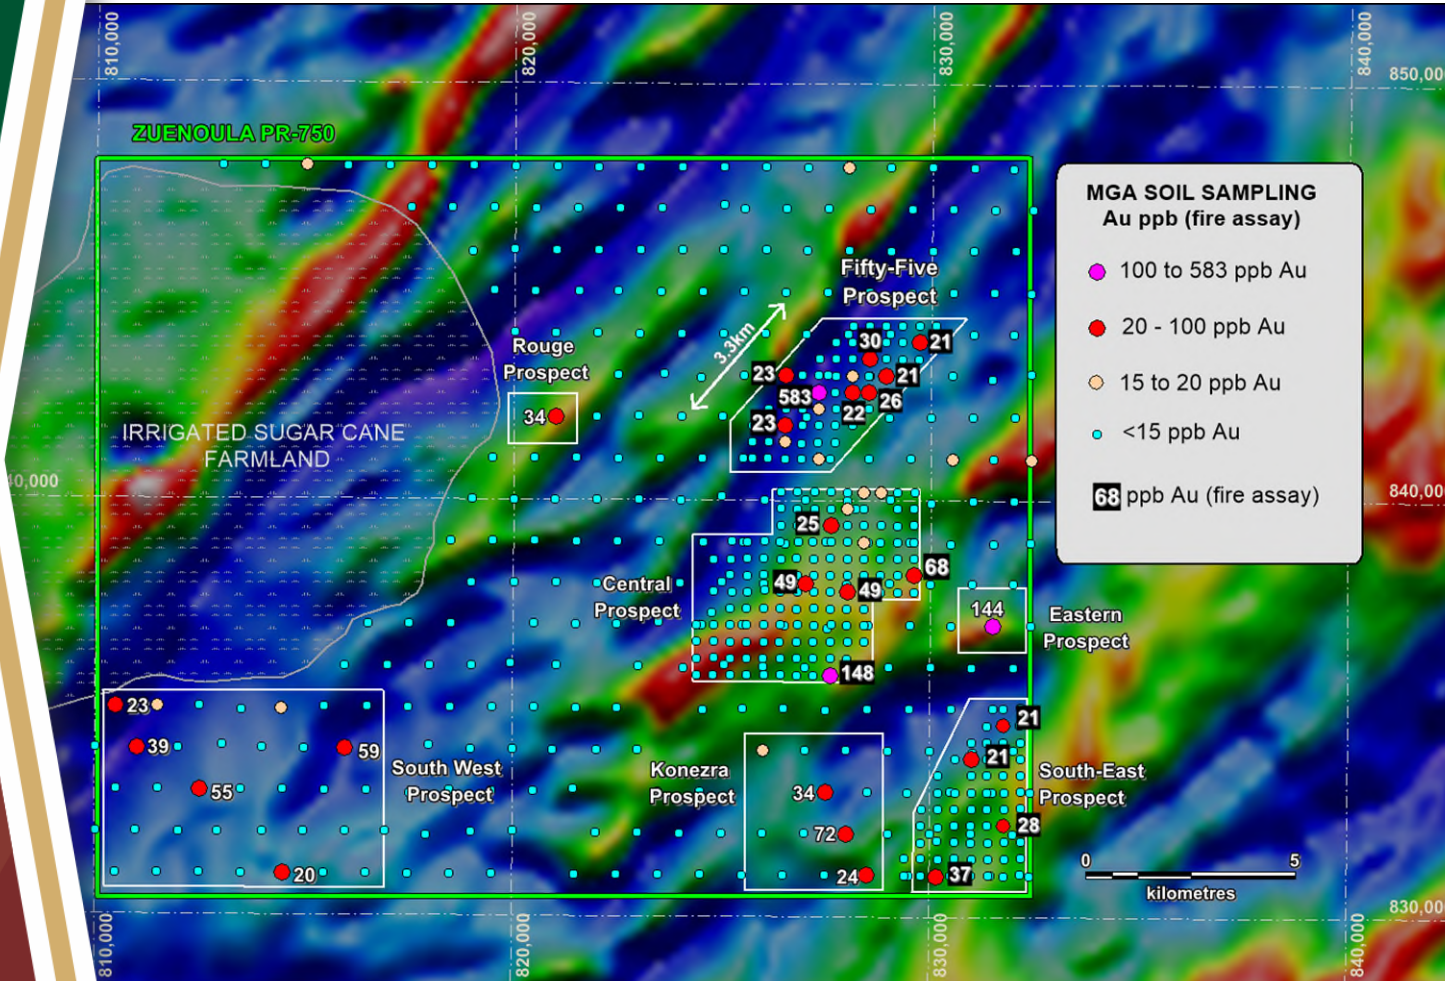 810,000
820,000
830,000
840,000
850,00
ZUENOULA PR-750
MGA SOIL SAMPLING
Au ppb (fire assay)
100 to 583 ppb Au
20 - 100 ppb Au
15 to 20 ppb Au
<15 ppb Au
68 ppb Au (fire assay)
Fifty-Five
Prospect
3.3km
30
21
23
21
583
26
22
23
Rouge
Prospect
34
IRRIGATED SUGAR CANE
FARMLAND
40,000
840,00
25
68
49
49
Central
Prospect
144
Eastern
Prospect
148
23
39
59
55
20
South West
Prospect
Konezra
Prospect
34
72
24
21
21
South-East
Prospect
28
37
0
5
kilometres
830,00
810,000
820,000
830,000
840,000